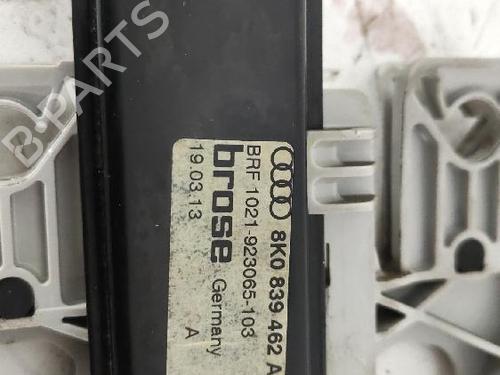 8K0 839 462 A
BRF 1021-923065-103
brose Germany
19.03.13 A
B-PARTS